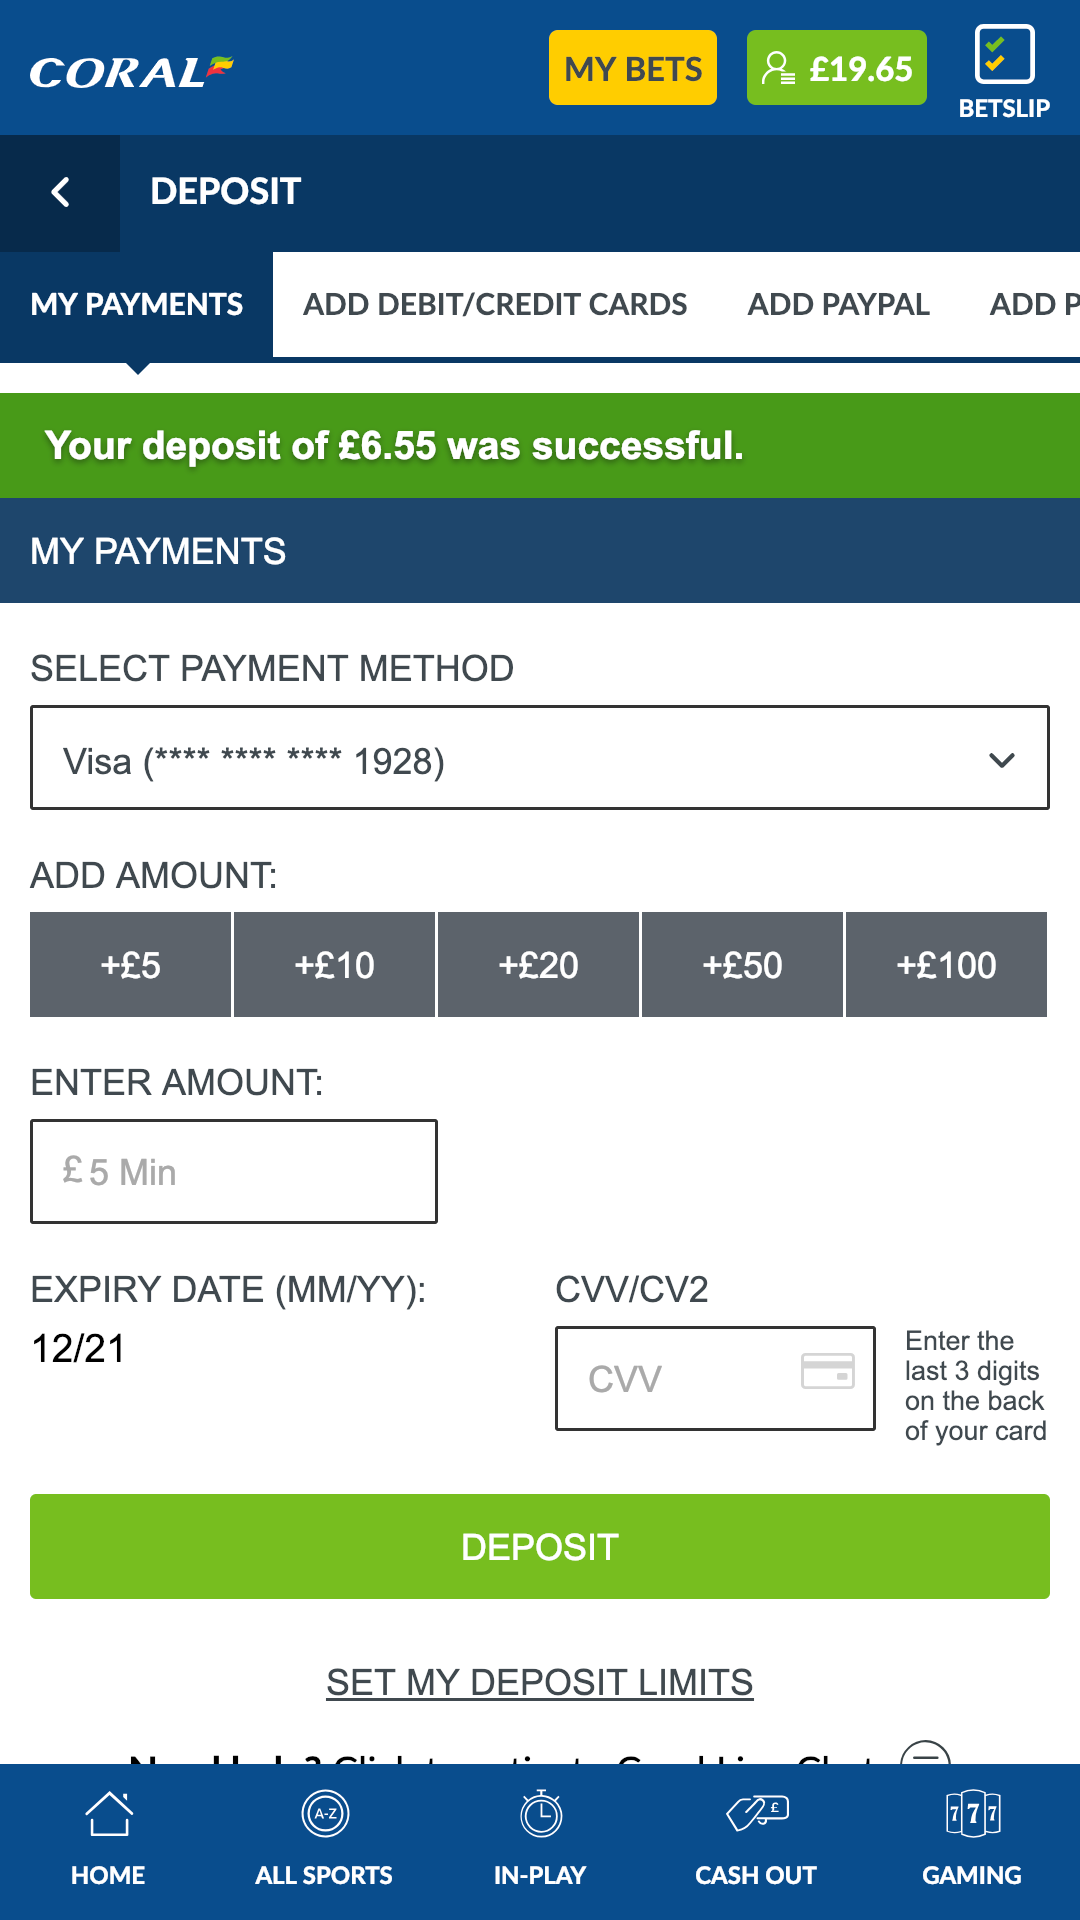 CORAL
MY BETS
£19.65
BETSLIP
DEPOSIT
MY PAYMENTS
ADD DEBIT/CREDIT CARDS
ADD PAYPAL
ADD P
Your deposit of £6.55 was successful.
MY PAYMENTS
SELECT PAYMENT METHOD
Visa (**** **** **** 1928)
ADD AMOUNT:
+£5
+£10
+£20
+£50
+£100
ENTER AMOUNT:
£ 5 Min
EXPIRY DATE (MM/YY):
12/21
CVV/CV2
CVV
Enter the
last 3 digits
on the back
of your card
DEPOSIT
SET MY DEPOSIT LIMITS
A-Z
£
7 7 7
HOME
ALL SPORTS
IN-PLAY
CASH OUT
GAMING